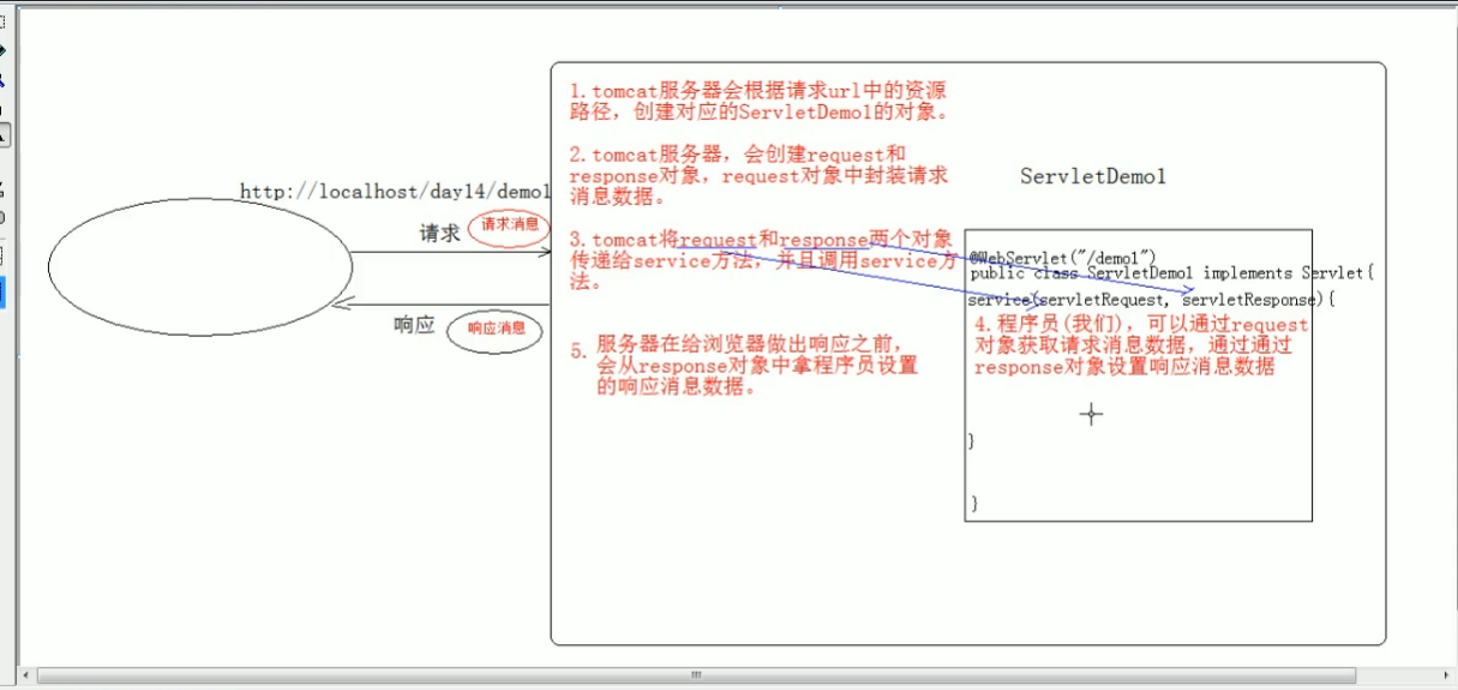 http://localhost/day14/demo1
请求
请求消息
响应
响应消息
1.tomcat服务器会根据请求url中的资源
路径，创建对应的ServletDemo1的对象。
2.tomcat服务器，会创建request和
response对象，request对象中封装请求
消息数据。
3.tomcat将request和response两个对象
传递给service方法，并且调用service方
法。
5.服务器在给浏览器做出响应之前，
会从response对象中拿程序员设置
的响应消息数据。
ServletDemo1
@WebServlet("/demo1")
public class ServletDemo1 implements Servlet{
service(servletRequest, servletResponse){
4.程序员(我们)，可以通过request
对象获取请求消息数据，通过通过
response对象设置响应消息数据
}
}